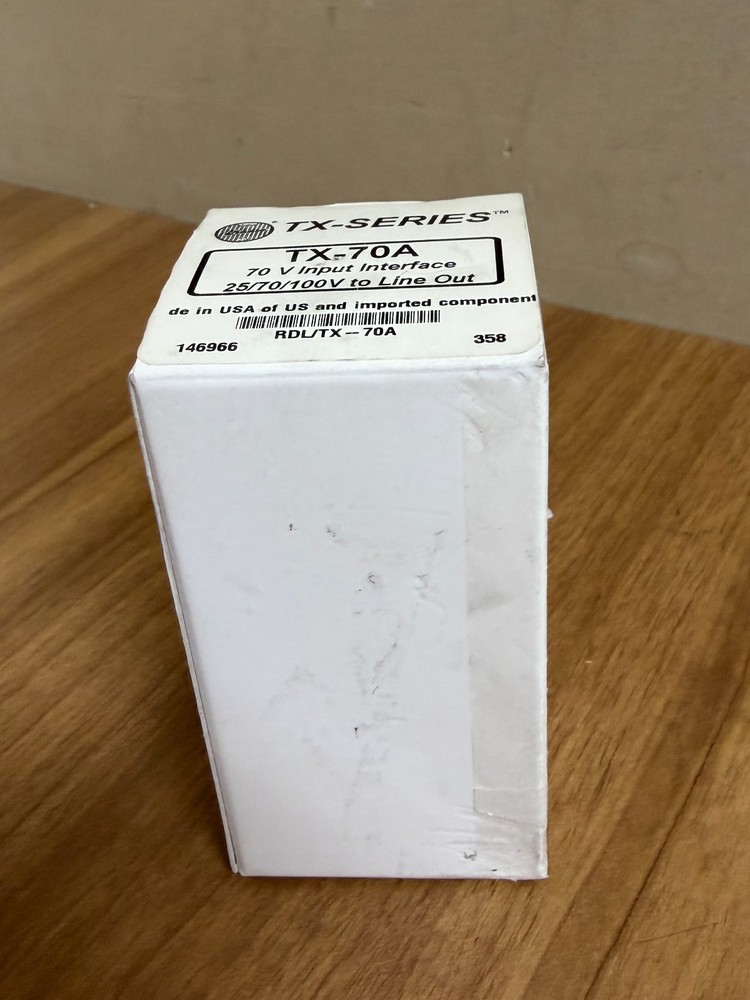 TX-SERIES™
TX-70A
70 V Input Interface
25/70/100V to Line Out
de in USA of US and imported component
RDL/TX--70A
146966
358